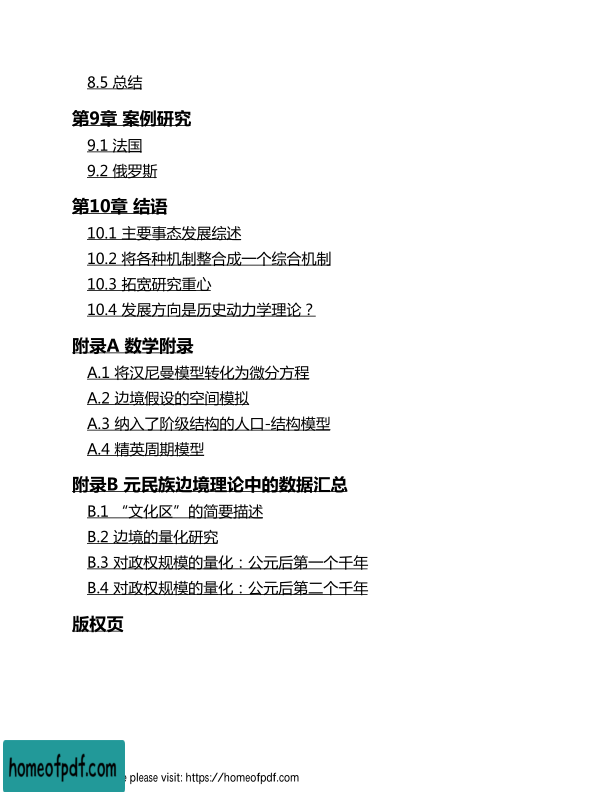 8.5 总结
第9章 案例研究
9.1 法国
9.2 俄罗斯
第10章 结语
10.1 主要事态发展综述
10.2 将各种机制整合成一个综合机制
10.3 拓宽研究重心
10.4 发展方向是历史动力学理论？
附录A 数学附录
A.1 将汉尼曼模型转化为微分方程
A.2 边境假设的空间模拟
A.3 纳入了阶级结构的人口-结构模型
A.4 精英周期模型
附录B 元民族边境理论中的数据汇总
B.1 “文化区”的简要描述
B.2 边境的量化研究
B.3 对政权规模的量化：公元后第一个千年
B.4 对政权规模的量化：公元后第二个千年
版权页
homeofpdf.com
please visit: https://homeofpdf.com